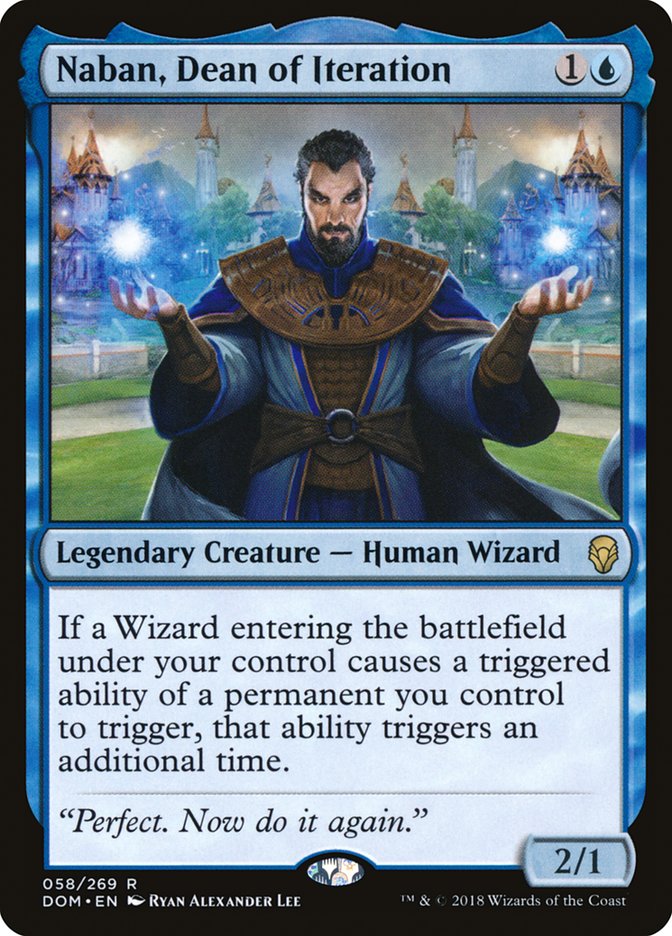 Naban, Dean of Iteration 1
Legendary Creature — Human Wizard
If a Wizard entering the battlefield
under your control causes a triggered
ability of a permanent you control
to trigger, that ability triggers an
additional time.
“Perfect. Now do it again.”
2/1
058/269 R
DOM • EN Ryan Alexander Lee
™ & © 2018 Wizards of the Coast